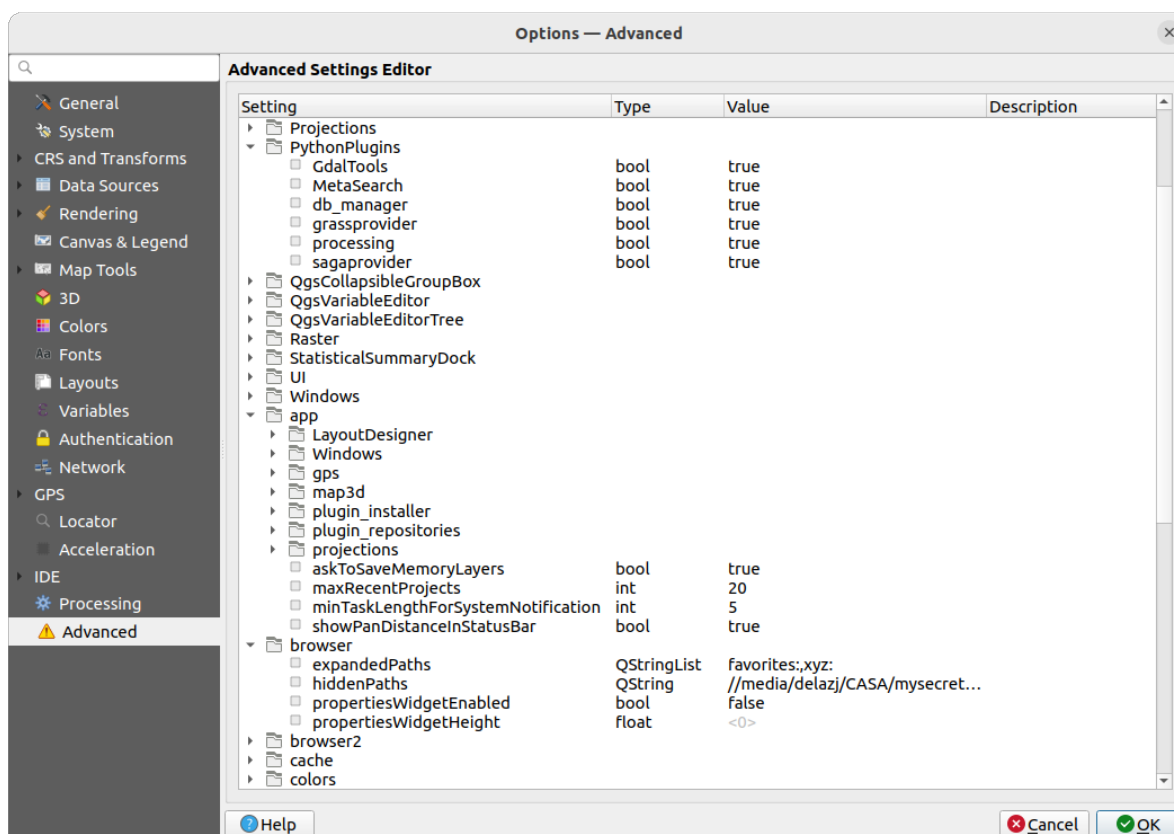 Options — Advanced
General
System
CRS and Transforms
Data Sources
Rendering
Canvas & Legend
Map Tools
3D
Colors
Aa Fonts
Layouts
Variables
Authentication
Network
GPS
Locator
Acceleration
IDE
Processing
Advanced
Advanced Settings Editor
Setting Type Value Description
Projections
PythonPlugins
GdalTools bool true
MetaSearch bool true
db_manager bool true
grassprovider bool true
processing bool true
sagaprovider bool true
QgsCollapsibleGroupBox
QgsVariableEditor
QgsVariableEditorTree
Raster
StatisticalSummaryDock
UI
Windows
app
LayoutDesigner
Windows
gps
map3d
plugin_installer
plugin_repositories
projections
askToSaveMemoryLayers bool true
maxRecentProjects int 20
minTaskLengthForSystemNotification int 5
showPanDistanceInStatusBar bool true
browser
expandedPaths QStringList favorites:,xyz:
hiddenPaths QString //media/delazj/CASA/mysecret...
propertiesWidgetEnabled bool false
propertiesWidgetHeight float <0>
browser2
cache
colors
Help
Cancel
OK